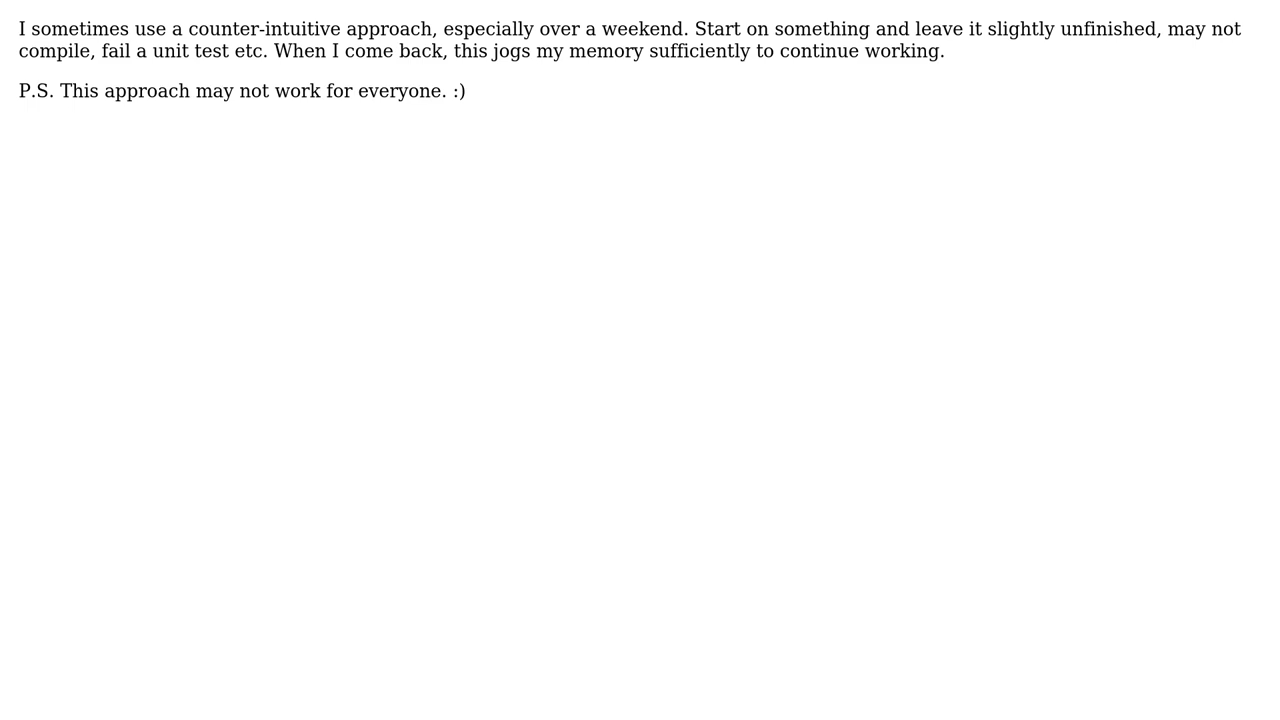 I sometimes use a counter-intuitive approach, especially over a weekend. Start on something and leave it slightly unfinished, may not
compile, fail a unit test etc. When I come back, this jogs my memory sufficiently to continue working.
P.S. This approach may not work for everyone. :)